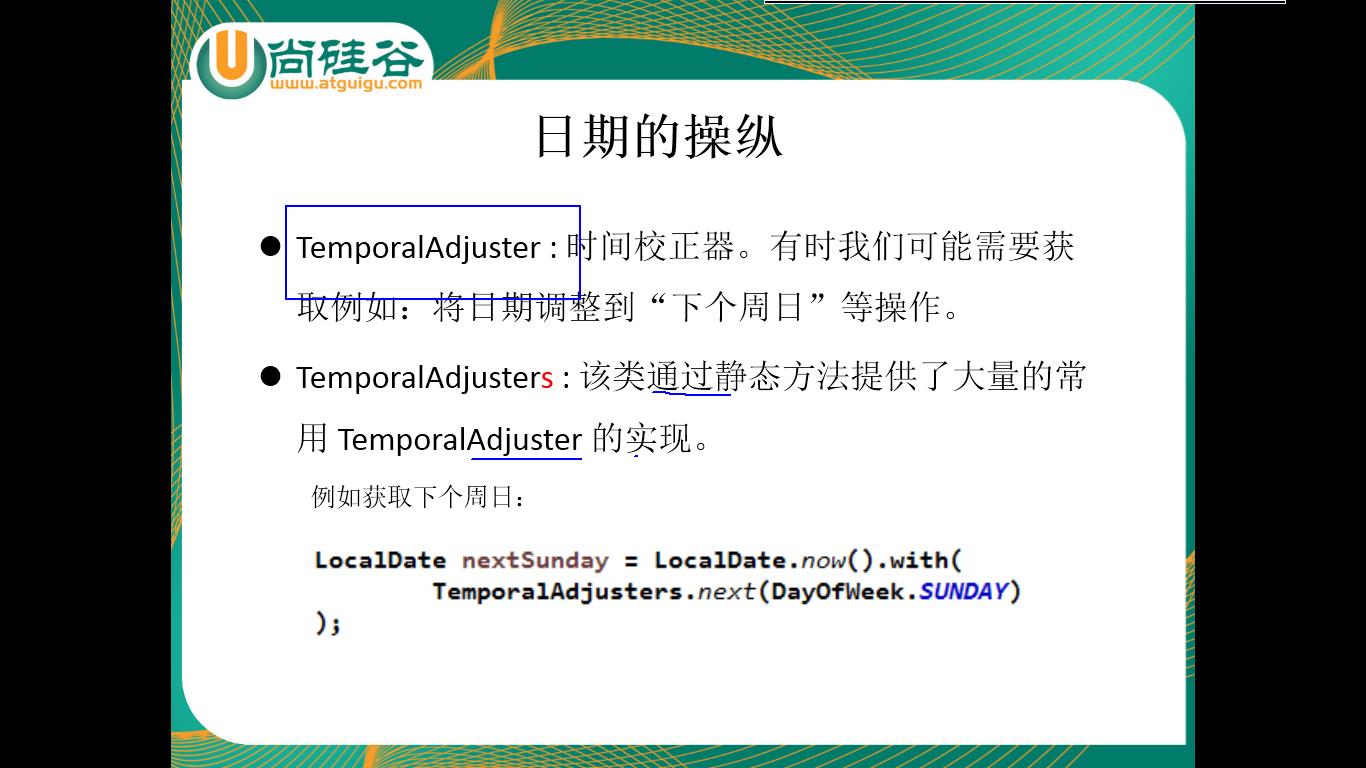 尚硅谷
www.atguigu.com
日期的操纵
● TemporalAdjuster : 时间校正器。有时我们可能需要获
取例如：将日期调整到“下个周日”等操作。
● TemporalAdjusters : 该类通过静态方法提供了大量的常
用 TemporalAdjuster 的实现。
例如获取下个周日：
LocalDate nextSunday = LocalDate.now().with(
TemporalAdjusters.next(DayOfWeek.SUNDAY)
);